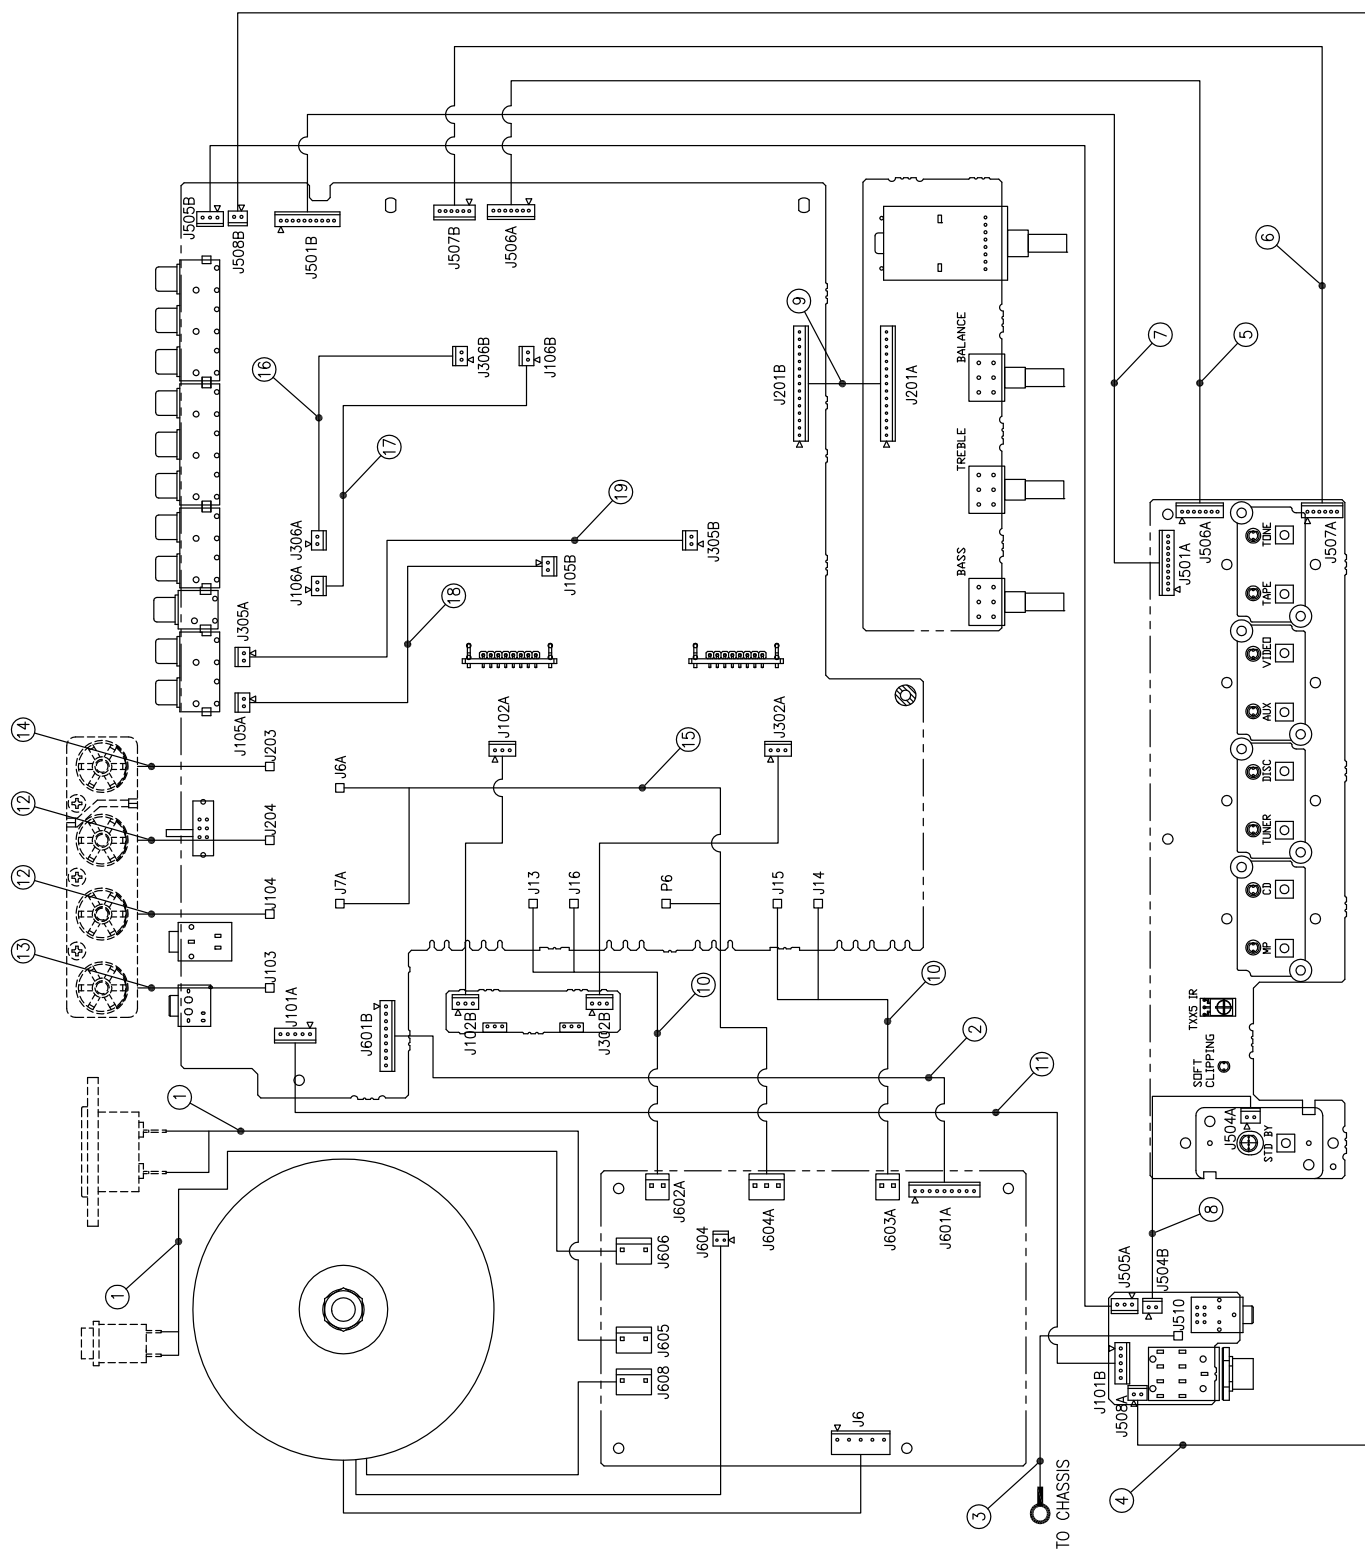 J505B
J508B
J501B
J507B
J506A
16
J306B
J106B
17
J306A
J106A
19
J305B
J105B
18
J305A
J105A
9
J201B
J201A
BALANCE
TREBLE
BASS
7
5
6
14
12
12
13
J203
J204
J104
J103
J6A
J7A
J102A
J302A
15
J13
J16
P6
J15
J14
J101A
J601B
J102B
J302B
10
10
2
11
1
1
J602A
J604A
J603A
J601A
J604
J606
J605
J608
J6
3
TO CHASSIS
4
8
J505A
J504B
J510
J101B
J508A
J501A
J506A
J507A
TONE
TAPE
VIDEO
AUX
DISC
TUNER
CD
MP
TXX5 IR
SOFT
CLIPPING
J504A
STD BY